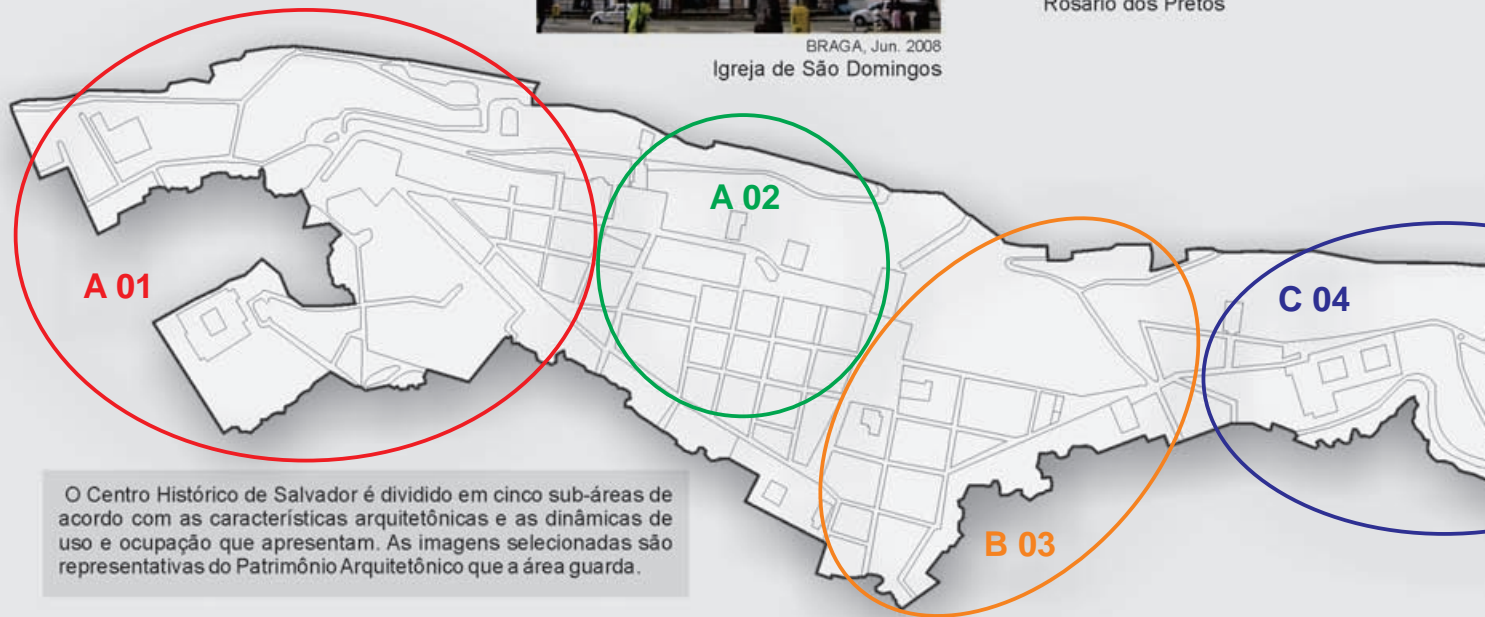 Rosário dos Pretos
BRAGA, Jun. 2008
Igreja de São Domingos
A 01
A 02
B 03
C 04
O Centro Histórico de Salvador é dividido em cinco sub-áreas de
acordo com as características arquitetônicas e as dinâmicas de
uso e ocupação que apresentam. As imagens selecionadas são
representativas do Patrimônio Arquitetônico que a área guarda.